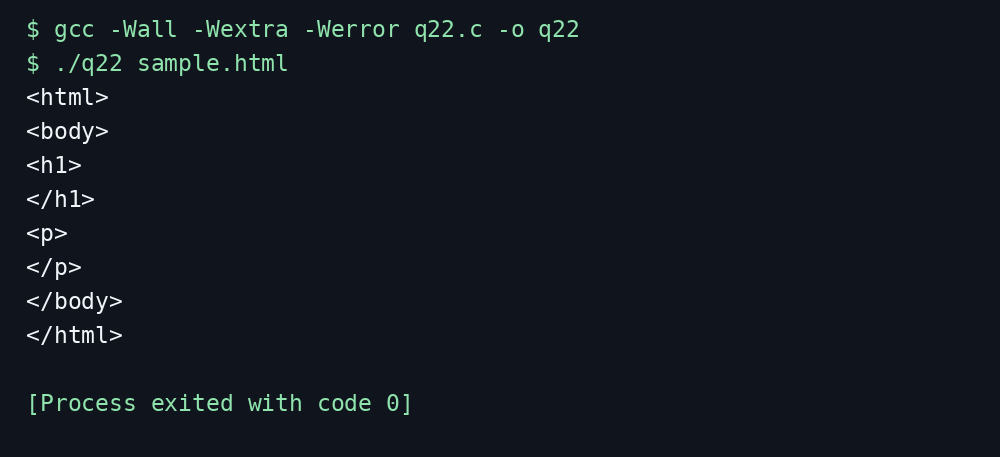 $ gcc -Wall -Wextra -Werror q22.c -o q22
$ ./q22 sample.html
<html>
<body>
<h1>
</h1>
<p>
</p>
</body>
</html>
[Process exited with code 0]